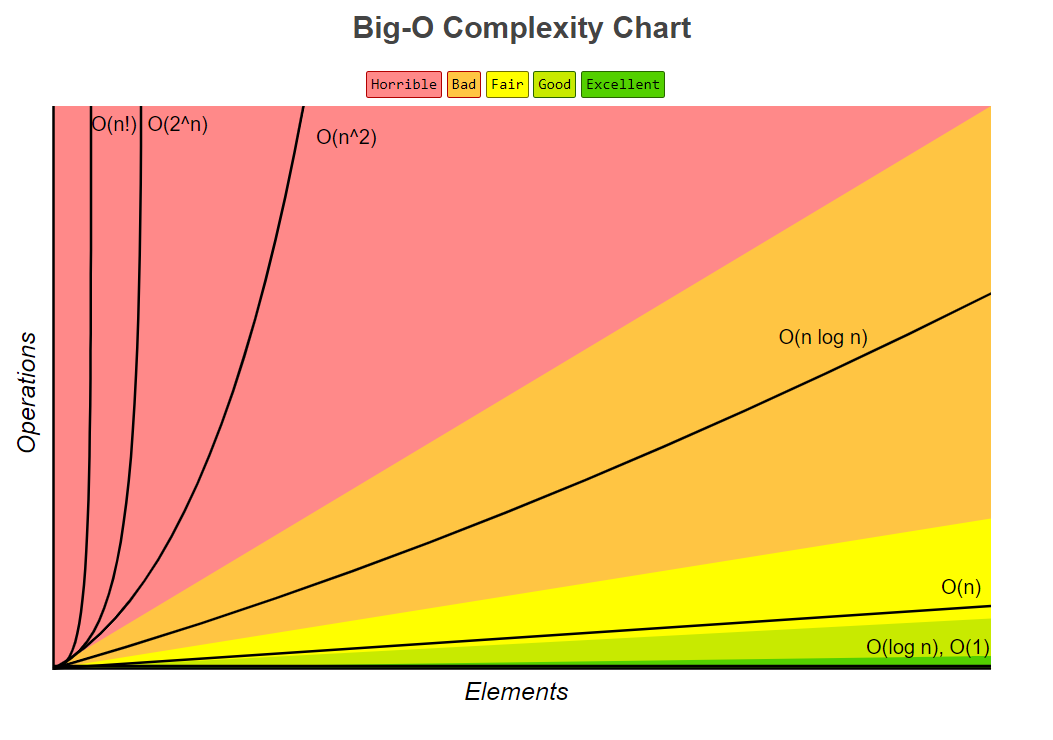 Big-O Complexity Chart
Horrible Bad Fair Good Excellent
O(n!) O(2^n)
O(n^2)
O(n log n)
O(n)
O(log n), O(1)
Operations
Elements